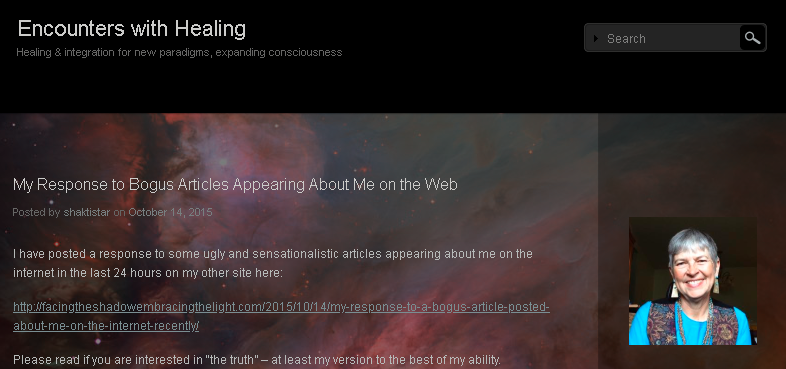 Encounters with Healing
Healing & integration for new paradigms, expanding consciousness
Search
My Response to Bogus Articles Appearing About Me on the Web
Posted by shaktistar on October 14, 2015
I have posted a response to some ugly and sensationalistic articles appearing about me on the
internet in the last 24 hours on my other site here:
http://facingtheshadowembracingthelight.com/2015/10/14/my-response-to-a-bogus-article-posted-
about-me-on-the-internet-recently/
Please read if you are interested in "the truth" – at least my version to the best of my ability.